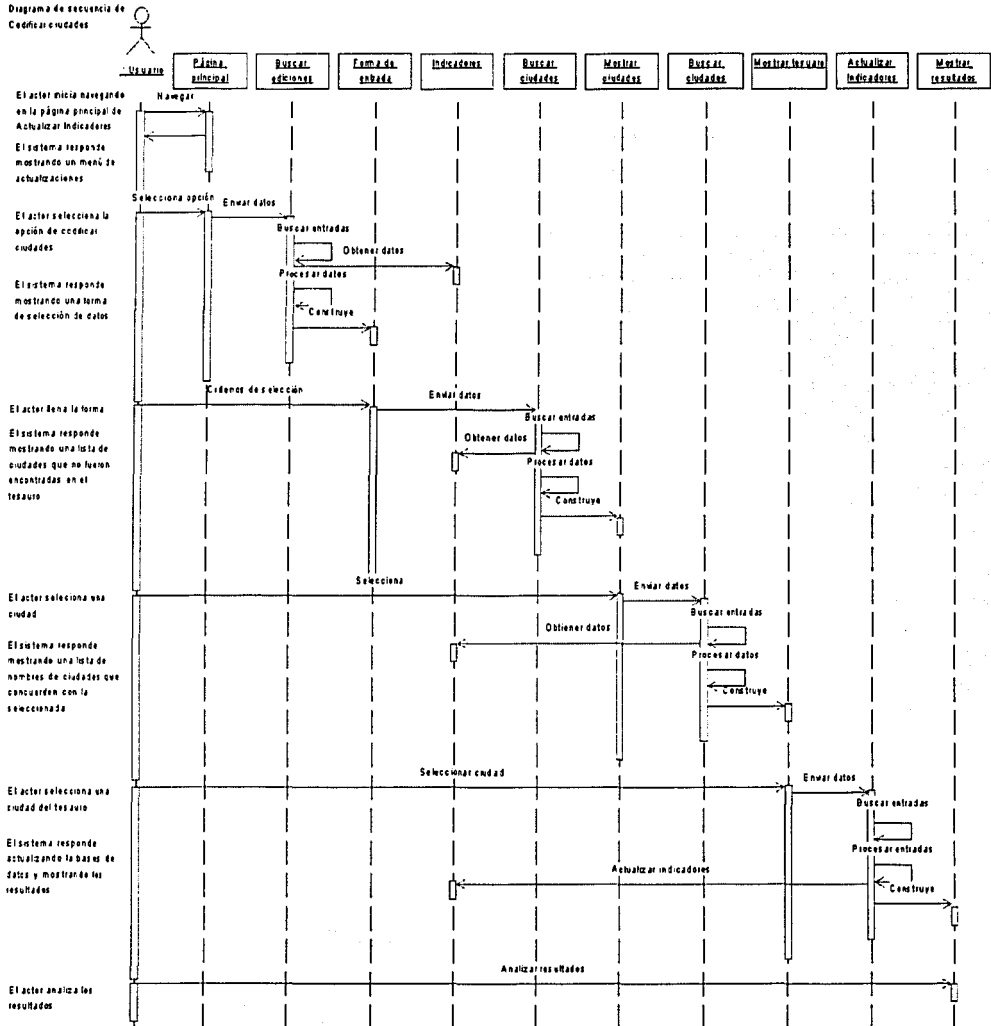 Diagrama de secuencia de
Codificar ciudades
: Usuario
Página
principal
Buscar
ediciones
Forma de
entrada
Indicadores
Buscar
ciudades
Mostrar
ciudades
Buscar
ciudades
Mostrar tesauro
Actualizar
Indicadores
Mostrar
resultados
El actor inicia navegando
en la página principal de
Actualizar Indicadores
Navegar
El sistema responde
mostrando un menú de
actualizaciones
Selecciona opción
Enviar datos
El actor selecciona la
opción de codificar
ciudades
Buscar entradas
Obtener datos
Procesar datos
El sistema responde
mostrando una forma
de selección de datos
Construye
Criterios de selección
Enviar datos
El actor llena la forma
Buscar entradas
El sistema responde
mostrando una lista de
ciudades que no fueron
encontradas en el
tesauro
Obtener datos
Procesar datos
Construye
Selecciona
Enviar datos
El actor seleciona una
ciudad
Buscar entradas
Obtiener datos
El sistema responde
mostrando una lista de
nombres de ciudades que
concuerden con la
seleccionada
Procesar datos
Construye
Seleccionar ciudad
Enviar datos
El actor selecciona una
ciudad del tesauro
Buscar entradas
El sistema responde
actualizando la bases de
datos y mostrando los
resultados
Procesar entradas
Actualizar indicadores
Construye
Analizar resultados
El actor analiza los
resultados